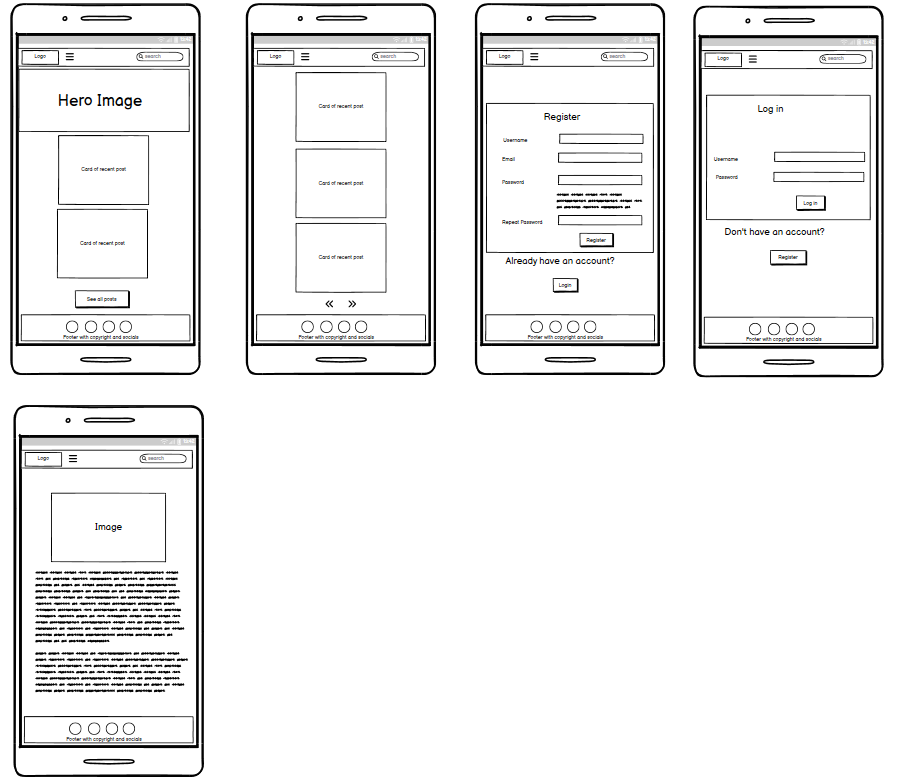 Logo
search
Hero Image
Card of recent post
Card of recent post
See all posts
Footer with copyright and socials
Logo
search
Card of recent post
Card of recent post
Card of recent post
« »
Footer with copyright and socials
Logo
search
Register
Username
Email
Password
Repeat Password
Register
Already have an account?
Login
Footer with copyright and socials
Logo
search
Log in
Username
Password
Log in
Don't have an account?
Register
Footer with copyright and socials
Logo
search
Image
Footer with copyright and socials